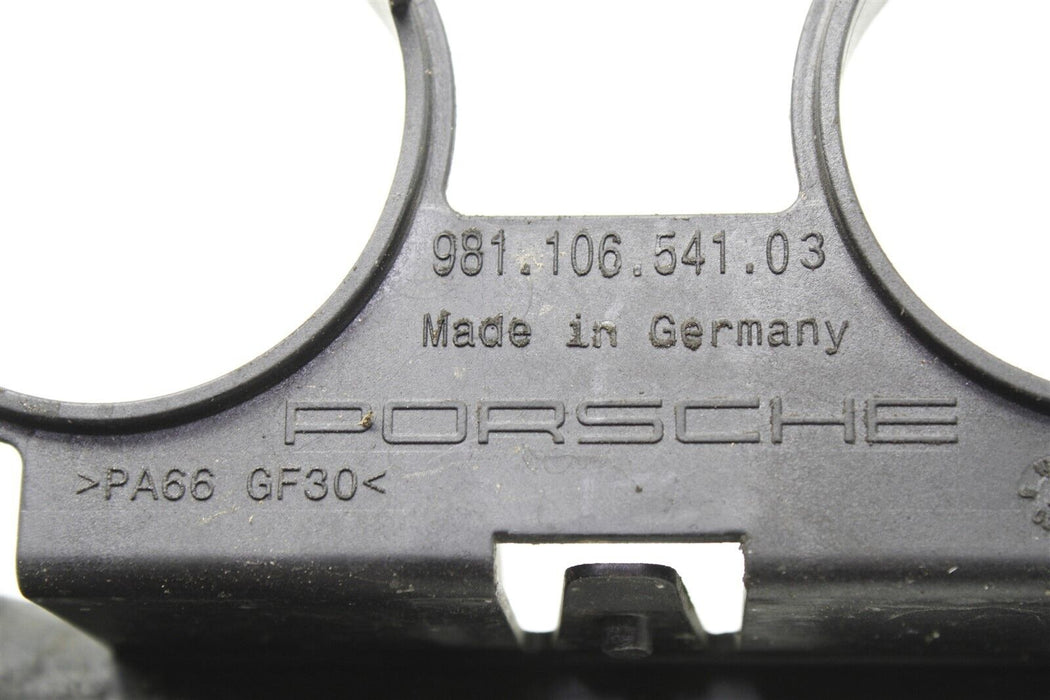 981.106.541.03
Made in Germany
PORSCHE
>PA66 GF30<